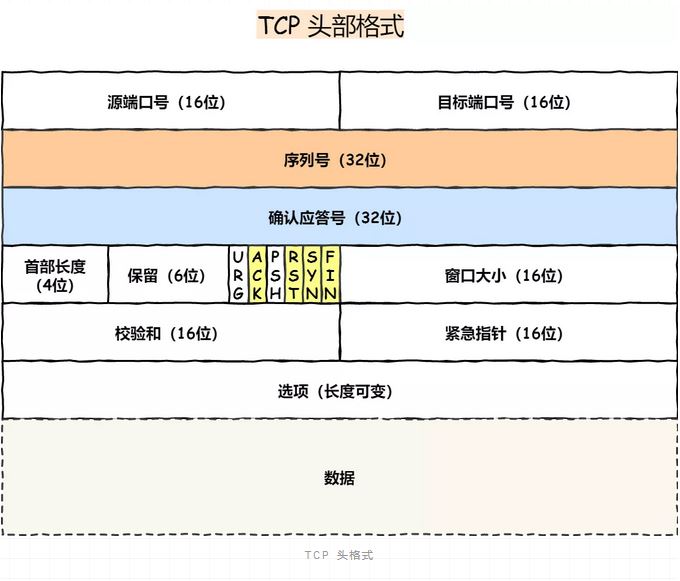 TCP 头部格式
源端口号（16位） 目标端口号（16位）
序列号（32位）
确认应答号（32位）
首部长度
（4位）
保留（6位）
URG
ACK
PSH
RST
SYN
FIN
窗口大小（16位）
校验和（16位） 紧急指针（16位）
选项（长度可变）
数据
TCP 头格式